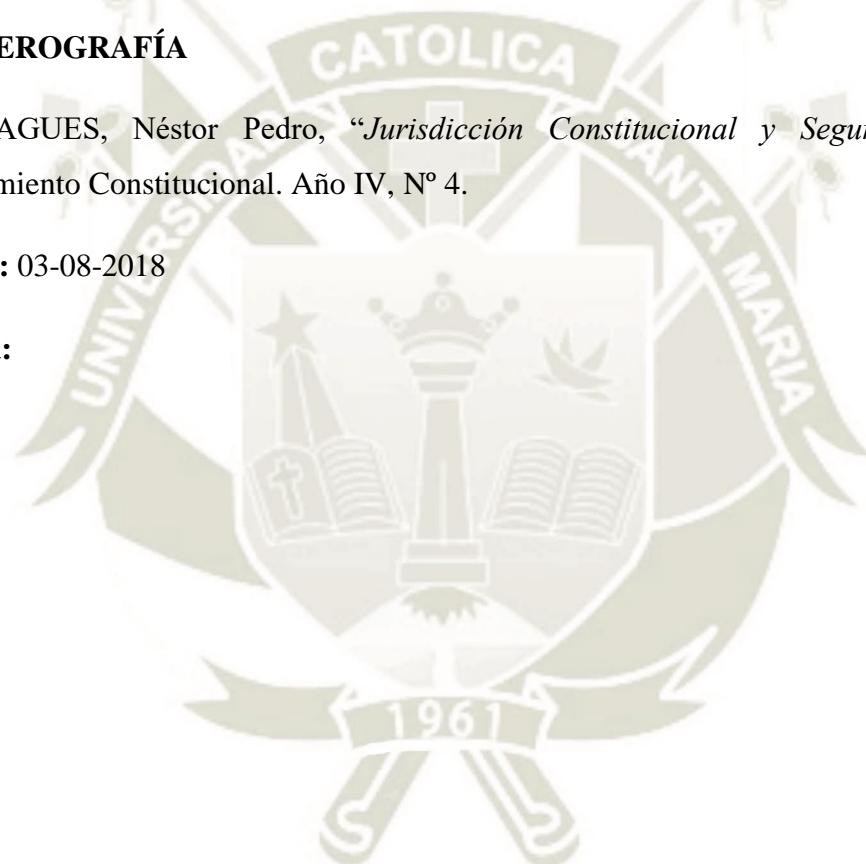 EROGRAFÍA
AGUES, Néstor Pedro, “Jurisdicción Constitucional y Segur
miento Constitucional. Año IV, Nº 4.
: 03-08-2018
:
UNIVERSIDAD CATOLICA SANTA MARIA
1961